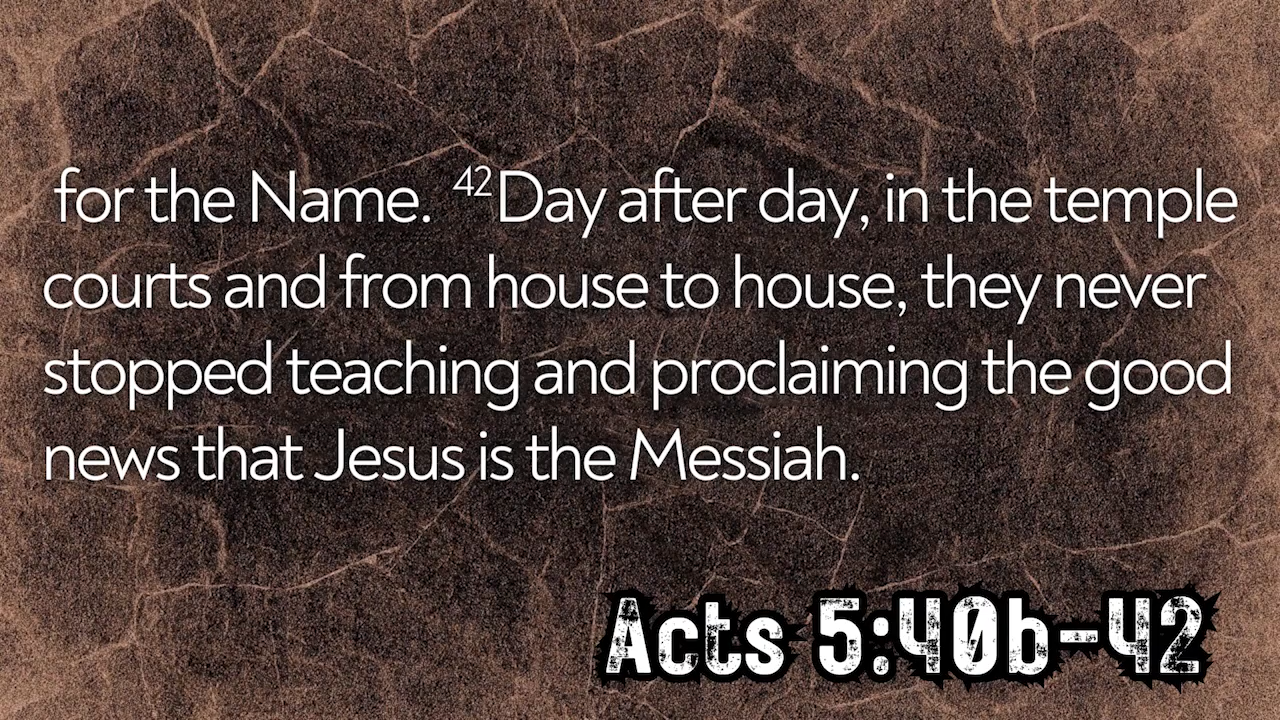 for the Name. 42Day after day, in the temple
courts and from house to house, they never
stopped teaching and proclaiming the good
news that Jesus is the Messiah.
Acts 5:40b-42